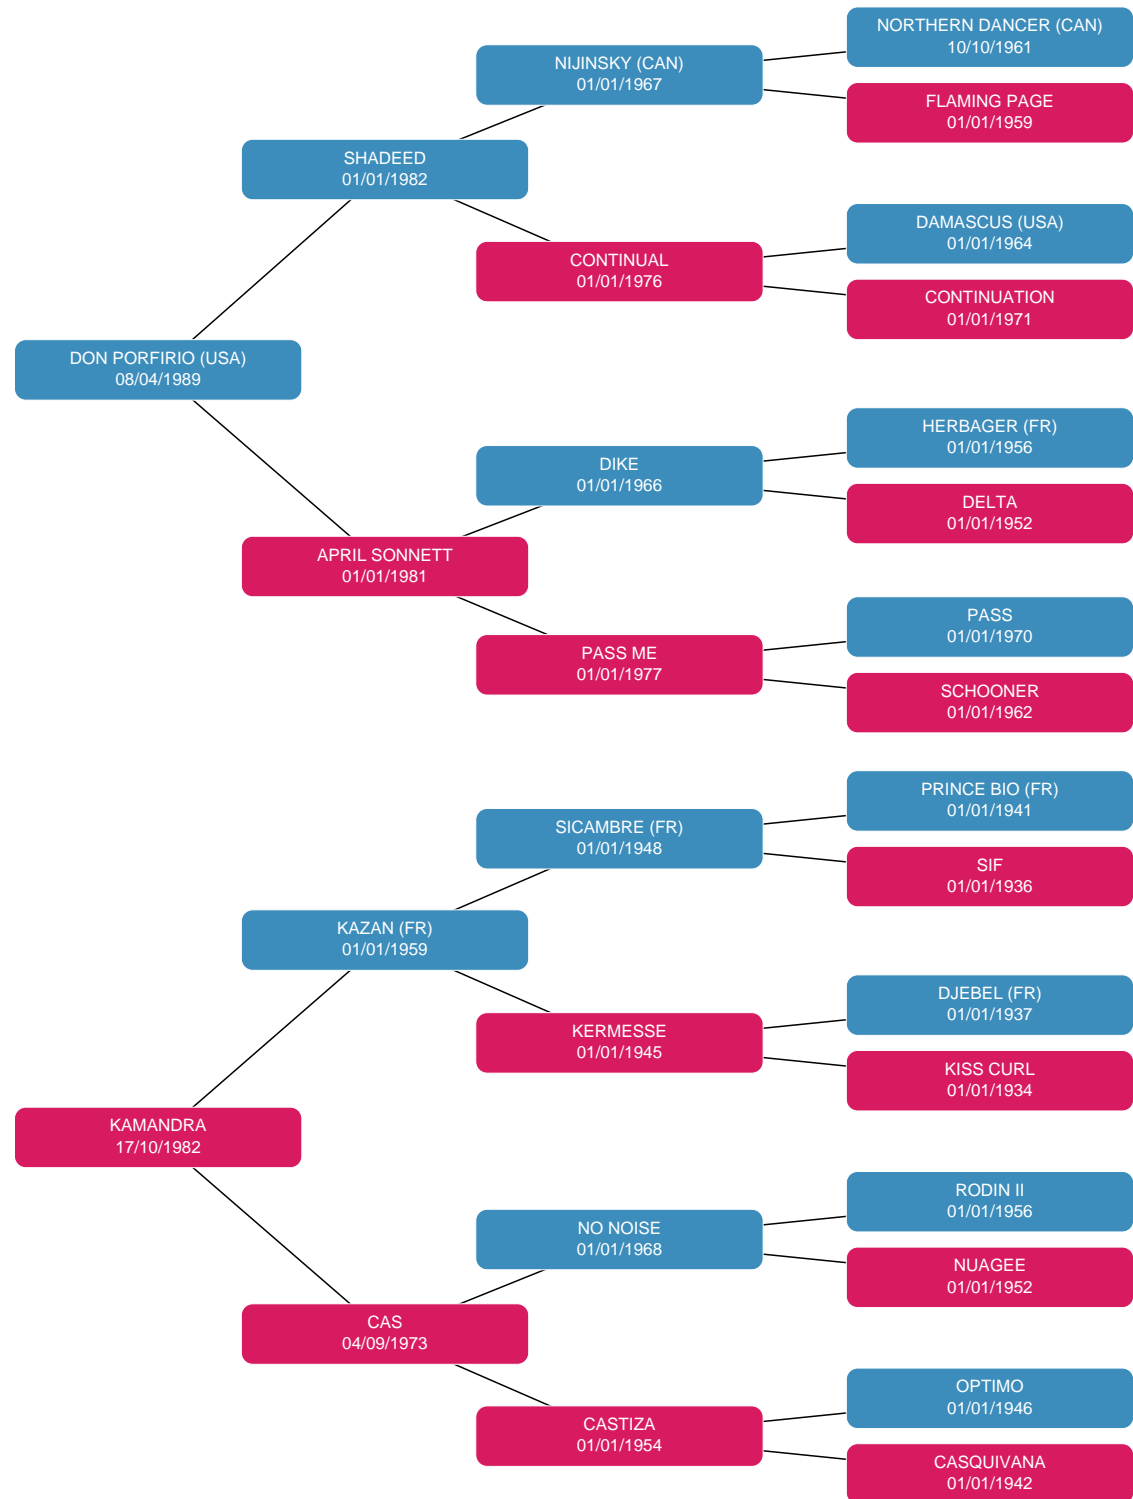 NORTHERN DANCER (CAN)
10/10/1961
NIJINSKY (CAN)
01/01/1967
FLAMING PAGE
01/01/1959
SHADEED
01/01/1982
DAMASCUS (USA)
01/01/1964
CONTINUAL
01/01/1976
CONTINUATION
01/01/1971
DON PORFIRIO (USA)
08/04/1989
HERBAGER (FR)
01/01/1956
DIKE
01/01/1966
DELTA
01/01/1952
APRIL SONNETT
01/01/1981
PASS
01/01/1970
PASS ME
01/01/1977
SCHOONER
01/01/1962
PRINCE BIO (FR)
01/01/1941
SICAMBRE (FR)
01/01/1948
SIF
01/01/1936
KAZAN (FR)
01/01/1959
DJEBEL (FR)
01/01/1937
KERMESSE
01/01/1945
KISS CURL
01/01/1934
KAMANDRA
17/10/1982
RODIN II
01/01/1956
NO NOISE
01/01/1968
NUAGEE
01/01/1952
CAS
04/09/1973
OPTIMO
01/01/1946
CASTIZA
01/01/1954
CASQUIVANA
01/01/1942